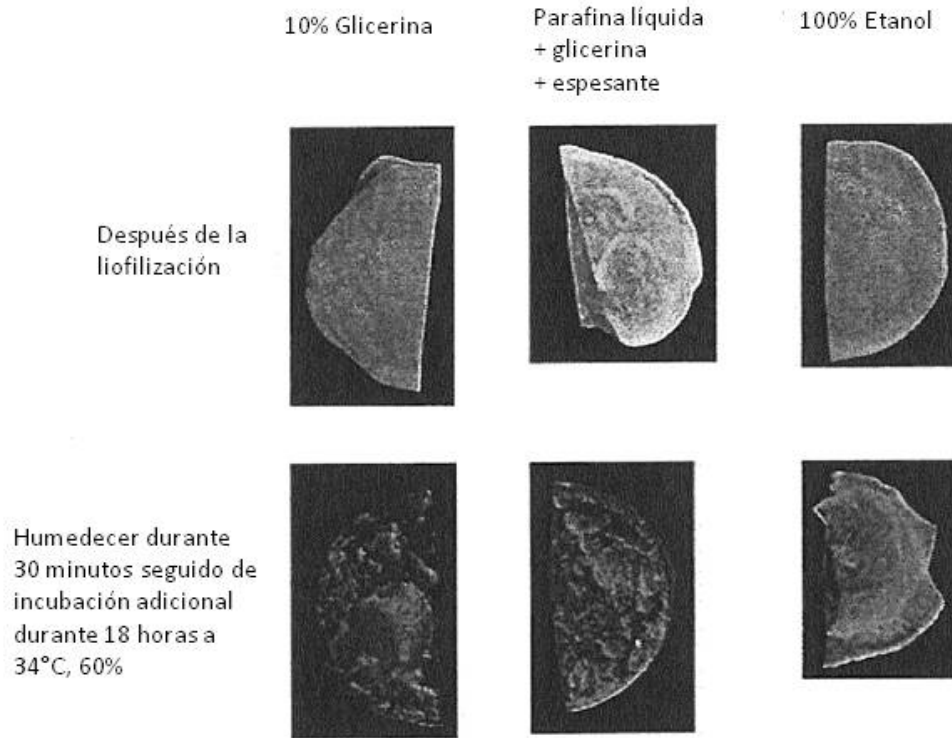 10% Glicerina
Parafina líquida
+ glicerina
+ espesante
100% Etanol
Después de la
liofilización
Humedecer durante
30 minutos seguido de
incubación adicional
durante 18 horas a
34°C, 60%